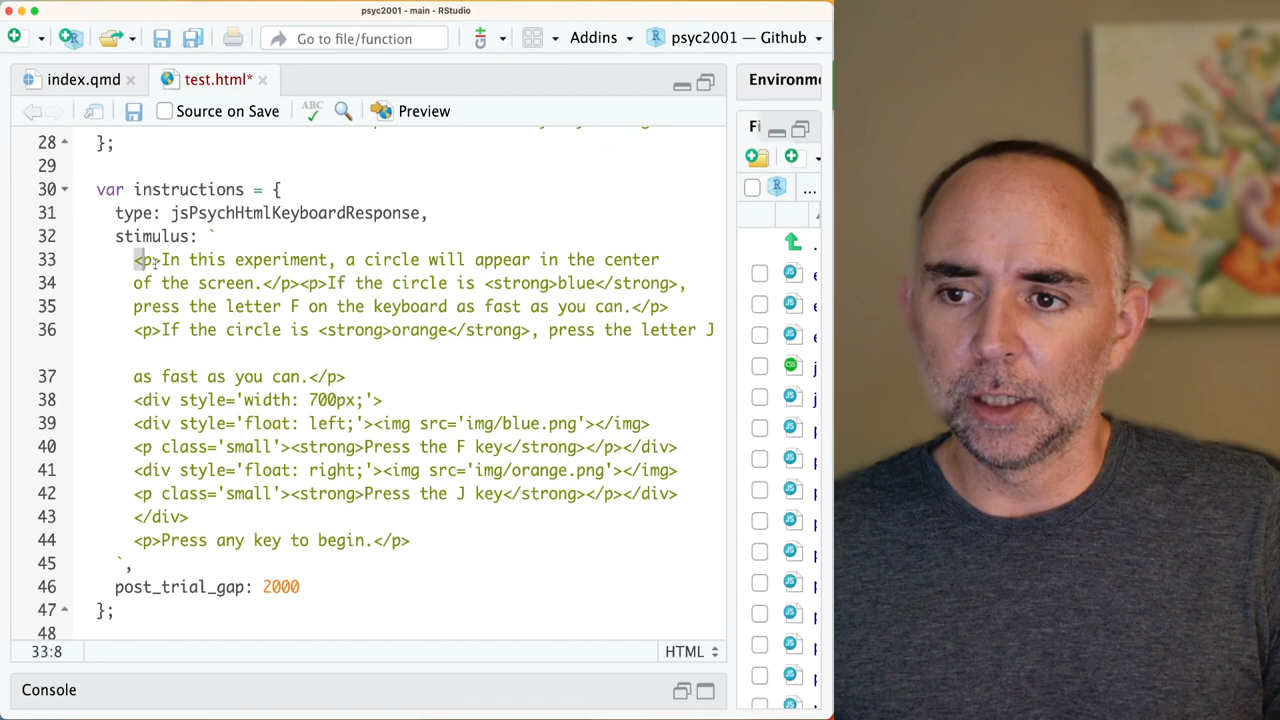 psyc2001 - main - RStudio
Go to file/function
Addins
psyc2001 — Github
index.qmd
test.html*
Environm
Source on Save
ABC
Preview
Fi
28 };
29
30 var instructions = {
31 type: jsPsychHtmlKeyboardResponse,
32 stimulus: `
33 <p>In this experiment, a circle will appear in the center
34 of the screen.</p><p>If the circle is <strong>blue</strong>,
35 press the letter F on the keyboard as fast as you can.</p>
36 <p>If the circle is <strong>orange</strong>, press the letter J
37 as fast as you can.</p>
38 <div style='width: 700px;'>
39 <div style='float: left;'><img src='img/blue.png'></img>
40 <p class='small'><strong>Press the F key</strong></p></div>
41 <div style='float: right;'><img src='img/orange.png'></img>
42 <p class='small'><strong>Press the J key</strong></p></div>
43 </div>
44 <p>Press any key to begin.</p>
45 `,
46 post_trial_gap: 2000
47 };
48
33:8
HTML
Console